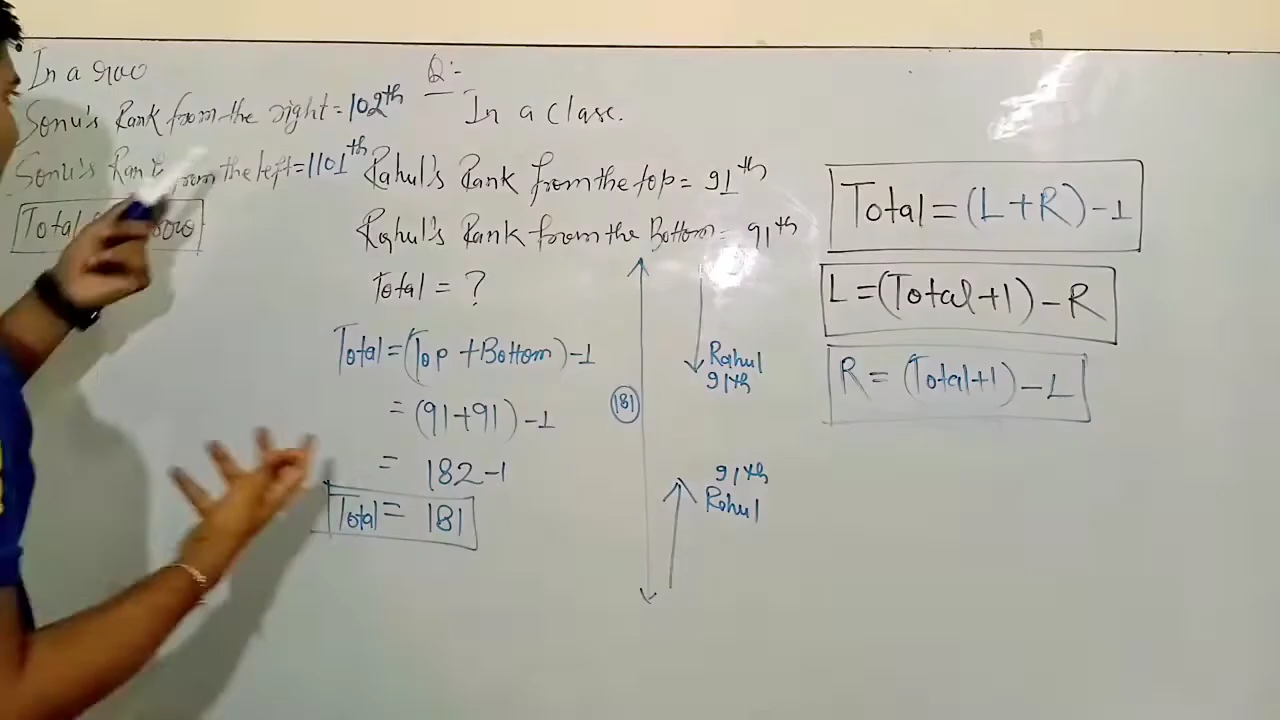 In a row
Sonu's Rank from the right = 102th
Sonu's Rank from the left = 1101th
Total
Q:-
In a class.
Rahul's Rank from the top = 91th
Rahul's Rank from the Bottom = 91th
Total = ?
Total = (Top + Bottom) - 1
= (91 + 91) - 1
= 182 - 1
Total = 181
181
Rahul
91th
91th
Rahul
Total = (L + R) - 1
L = (Total + 1) - R
R = (Total + 1) - L